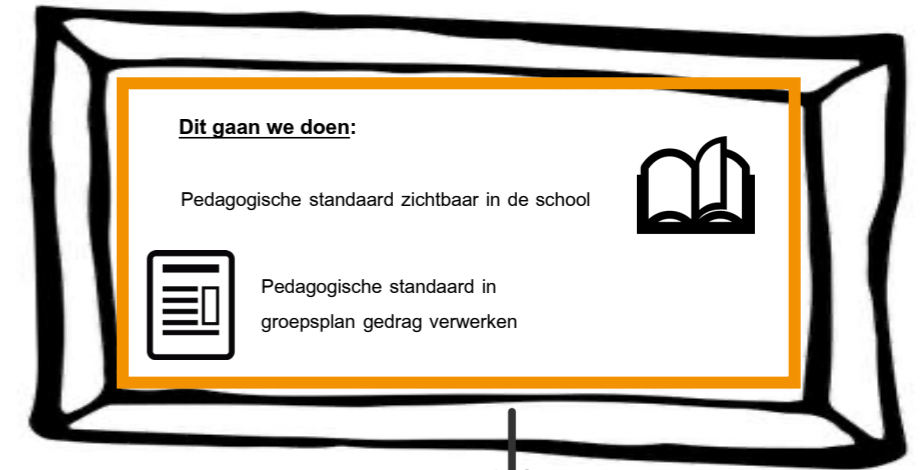 Dit gaan we doen:
Pedagogische standaard zichtbaar in de school
Pedagogische standaard in
groepsplan gedrag verwerken